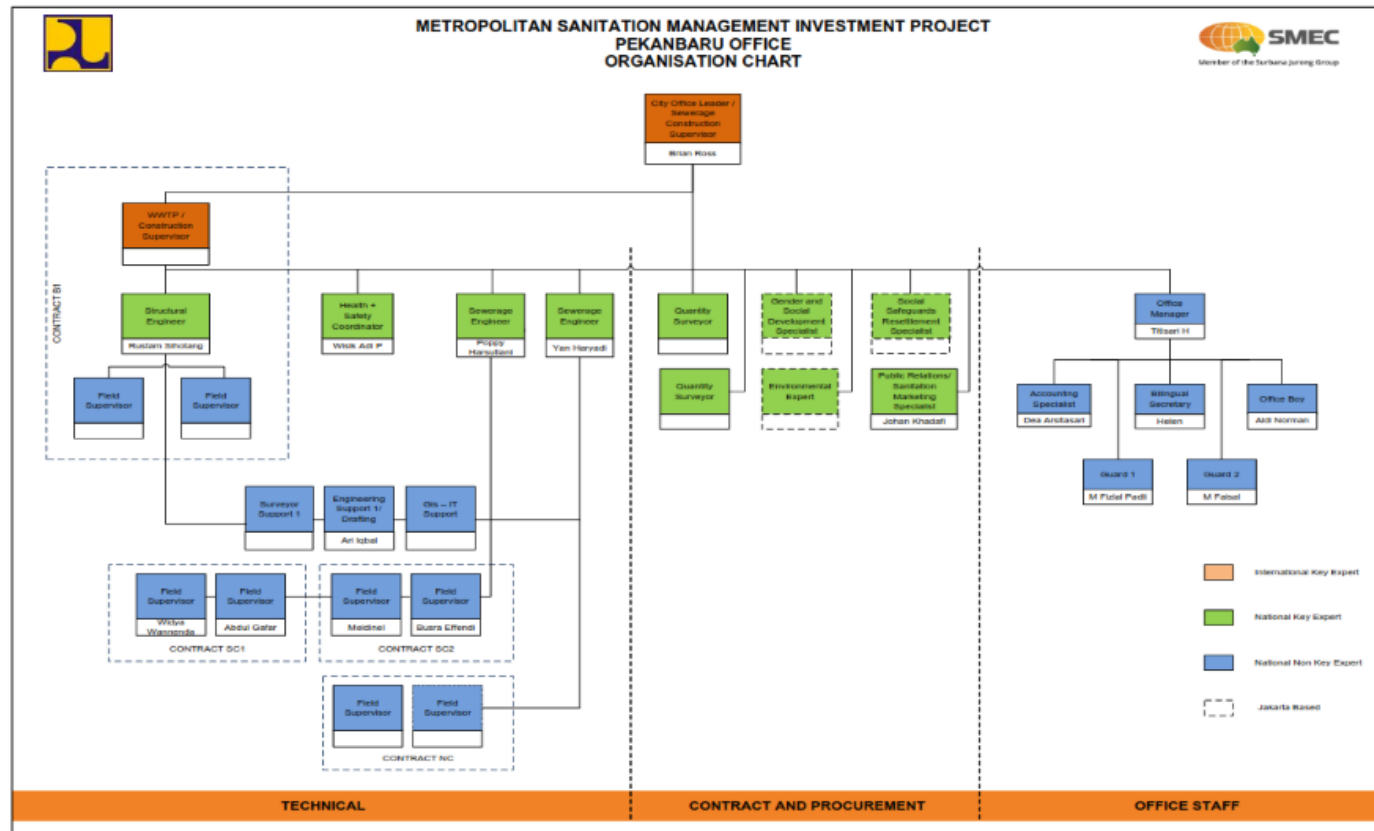 METROPOLITAN SANITATION MANAGEMENT INVESTMENT PROJECT
PEKANBARU OFFICE
ORGANISATION CHART
SMEC
Member of the Surbana Jurong Group
City Office Leader /
Sewerage
Construction
Supervisor
Brian Ross
CONTRACT B1
WWTP /
Construction
Supervisor
Structural
Engineer
Rustam Sihotang
Health +
Safety
Coordinator
Wisik Adi P
Sewerage
Engineer
Poppy
Harsuliani
Sewerage
Engineer
Yan Haryadi
Quantity
Surveyor
Gender and
Social
Development
Specialist
Social
Safeguards
Resettlement
Specialist
Office
Manager
Titisari H
Field
Supervisor
Field
Supervisor
Quantity
Surveyor
Environmental
Expert
Public Relations/
Sanitation
Marketing
Specialist
Johan Khadafi
Accounting
Specialist
Dea Arsitasari
Bilingual
Secretary
Helen
Office Boy
Aldi Norman
Guard 1
M Fizlal Padli
Guard 2
M Faisal
Surveyor
Support 1
Engineering
Support 1/
Drafting
Ari Iqbal
Gis – IT
Support
Field
Supervisor
Widya
Wannenda
Field
Supervisor
Abdul Gafar
CONTRACT SC1
Field
Supervisor
Meldinel
Field
Supervisor
Buara Effendi
CONTRACT SC2
Field
Supervisor
Field
Supervisor
CONTRACT NC
International Key Expert
National Key Expert
National Non Key Expert
Jakarta Based
TECHNICAL
CONTRACT AND PROCUREMENT
OFFICE STAFF